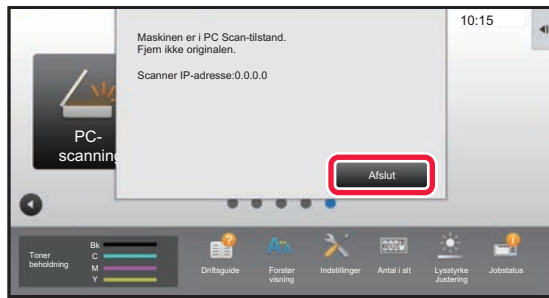 10:15
Maskinen er i PC Scan-tilstand.
Fjern ikke originalen.
Scanner IP-adresse:0.0.0.0
PC-
scanning
Afslut
Toner
beholdning
Bk
C
M
Y
Driftsguide
Forstør
visning
Indstillinger
Antal i alt
Lysstyrke
Justering
Jobstatus